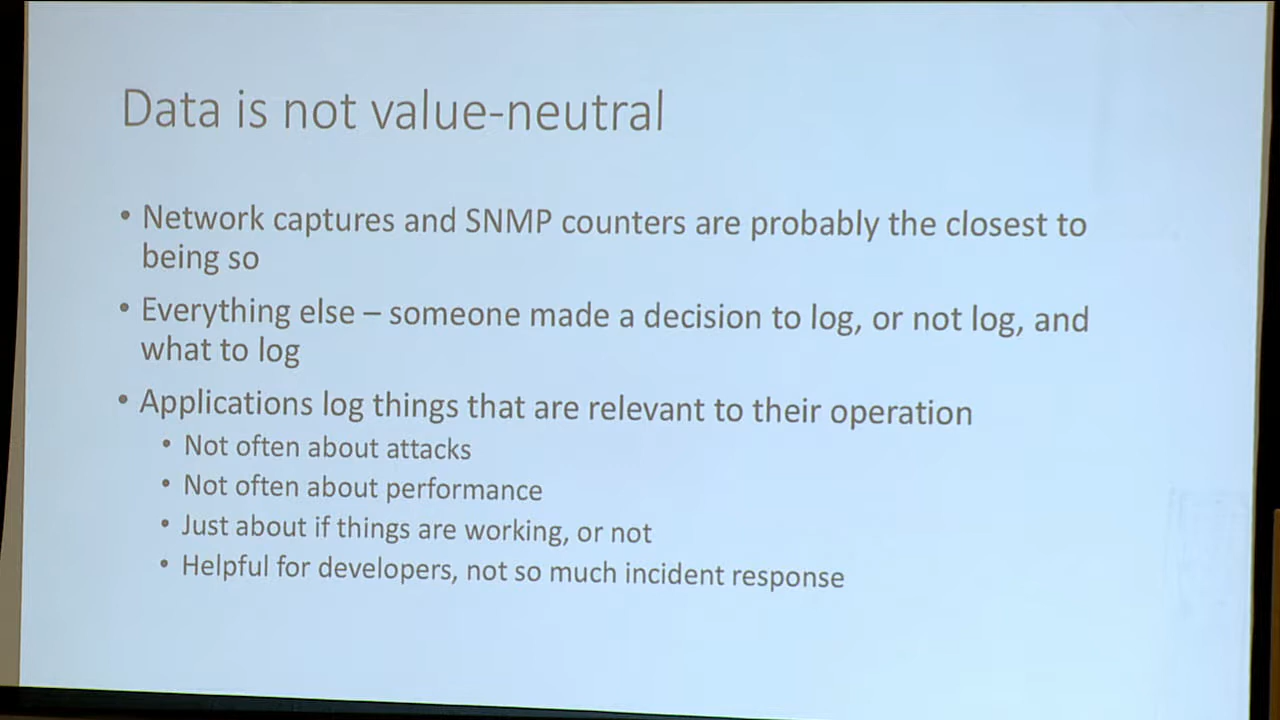 Data is not value-neutral
• Network captures and SNMP counters are probably the closest to
being so
• Everything else – someone made a decision to log, or not log, and
what to log
• Applications log things that are relevant to their operation
• Not often about attacks
• Not often about performance
• Just about if things are working, or not
• Helpful for developers, not so much incident response